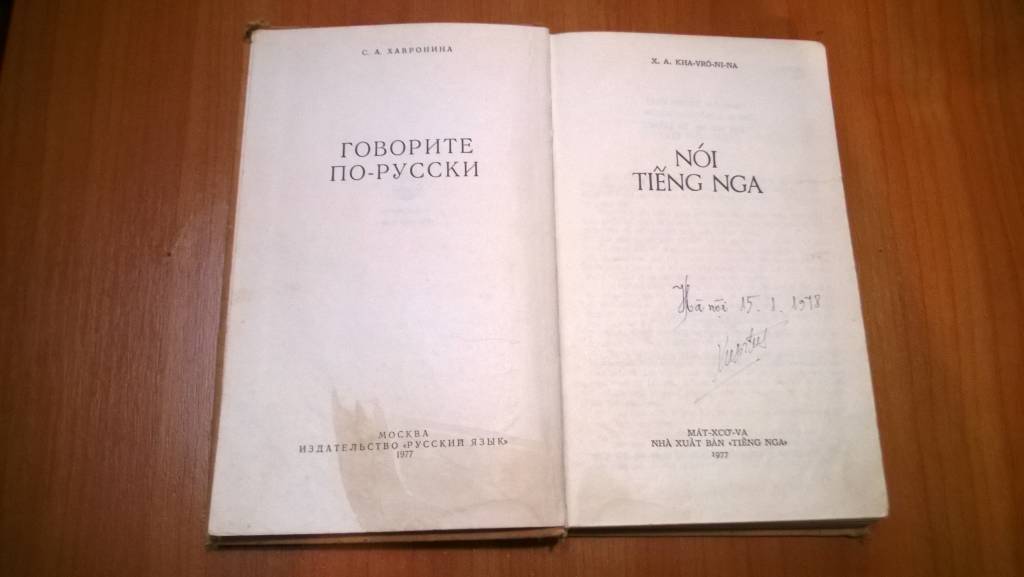 С. А. ХАВРОНИНА
ГОВОРИТЕ
ПО-РУССКИ
МОСКВА
ИЗДАТЕЛЬСТВО «РУССКИЙ ЯЗЫК»
1977
X. A. KHA-VRÔ-NI-NA
NÓI
TIẾNG NGA
Hà nội 15. 1. 1978
MÁT-XCƠ-VA
NHÀ XUẤT BẢN «TIẾNG NGA»
1977